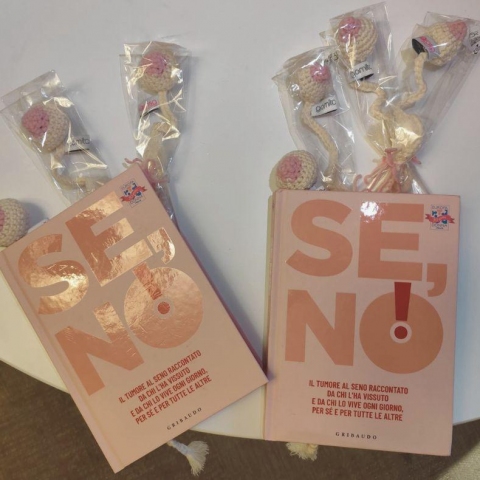 SE,
NO!
IL TUMORE AL SENO RACCONTATO
DA CHI L'HA VISSUTO
E DA CHI LO VIVE OGNI GIORNO,
PER SÉ E PER TUTTE LE ALTRE
GRIBAUDO
SE,
NO!
IL TUMORE AL SENO RACCONTATO
DA CHI L'HA VISSUTO
E DA CHI LO VIVE OGNI GIORNO,
PER SÉ E PER TUTTE LE ALTRE
GRIBAUDO